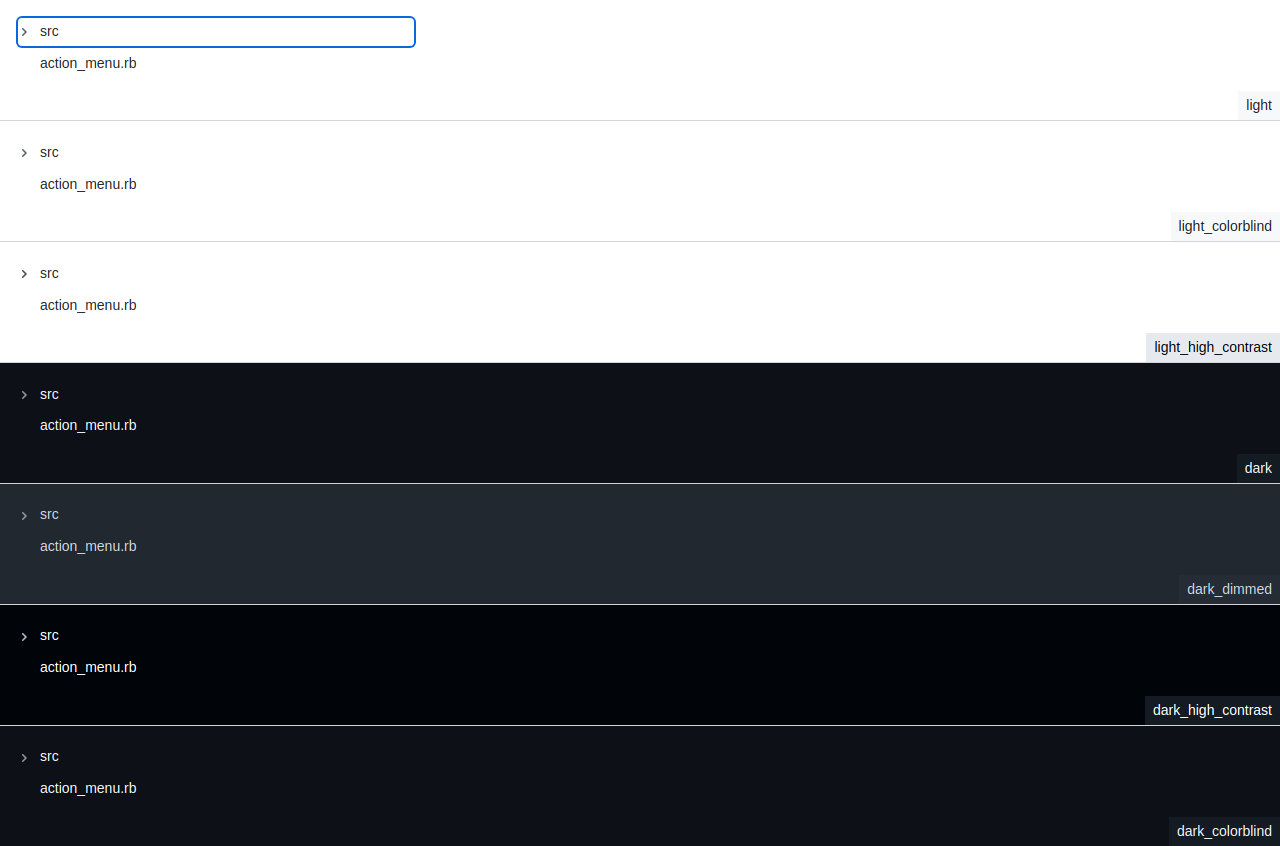 src
action_menu.rb
light
src
action_menu.rb
light_colorblind
src
action_menu.rb
light_high_contrast
src
action_menu.rb
dark
src
action_menu.rb
dark_dimmed
src
action_menu.rb
dark_high_contrast
src
action_menu.rb
dark_colorblind